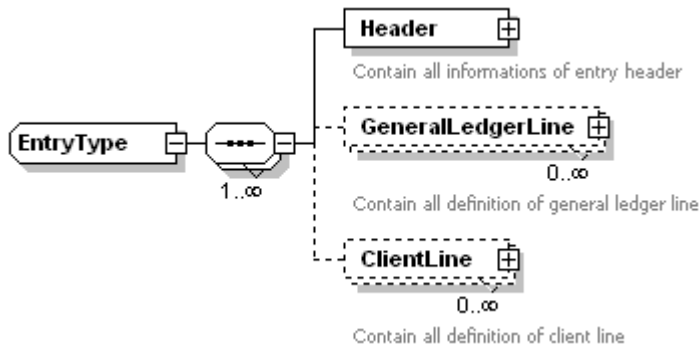 Header
Contain all informations of entry header
EntryType
1..∞
GeneralLedgerLine
0..∞
Contain all definition of general ledger line
ClientLine
0..∞
Contain all definition of client line